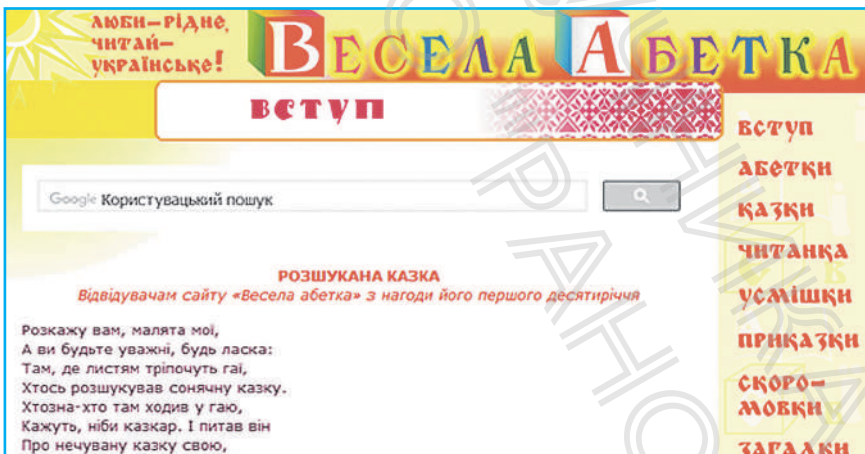 люби-рідне,
читай-
українське!
ВЕСЕЛА АБЕТКА
вступ
Google Користувацький пошук
РОЗШУКАНА КАЗКА
Відвідувачам сайту «Весела абетка» з нагоди його першого десятиріччя
Розкажу вам, малята мої,
А ви будьте уважні, будь ласка:
Там, де листям тріпочуть гаї,
Хтось розшукував сонячну казку.
Хтозна-хто там ходив у гаю,
Кажуть, ніби казкар. І питав він
Про нечувану казку свою,
вступ
абетки
казки
читанка
усмішки
приказки
скоро-
мовки
загадки